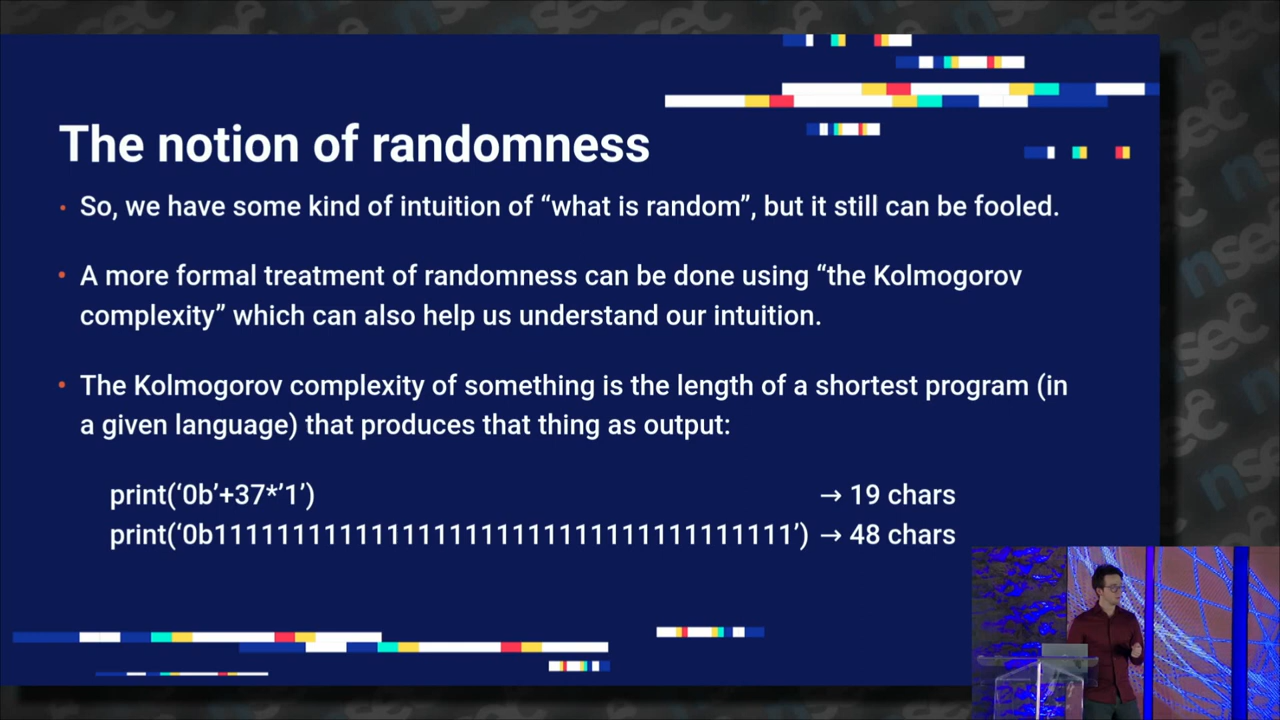 The notion of randomness
• So, we have some kind of intuition of “what is random”, but it still can be fooled.
• A more formal treatment of randomness can be done using “the Kolmogorov
complexity” which can also help us understand our intuition.
• The Kolmogorov complexity of something is the length of a shortest program (in
a given language) that produces that thing as output:
print(‘0b’+37*’1’) → 19 chars
print(‘0b1111111111111111111111111111111111111’) → 48 chars
nsec